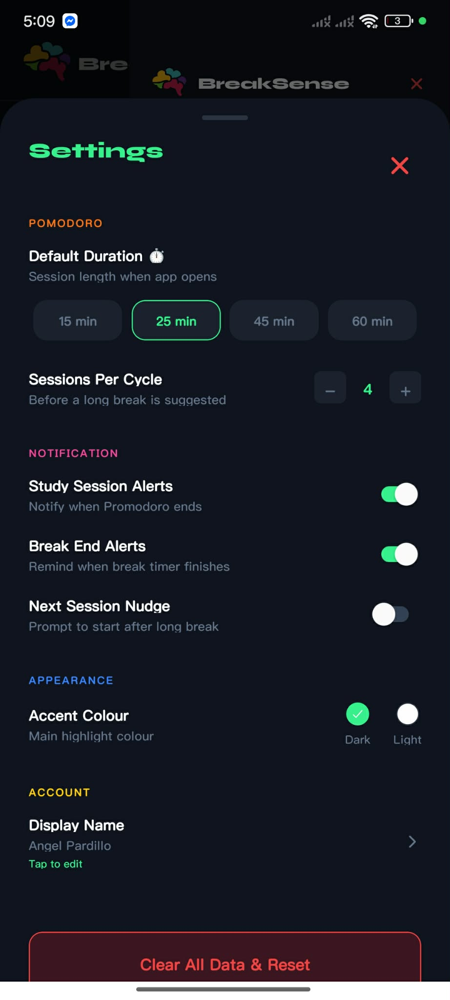 5:09
3
Bre
BreakSense
Settings
POMODORO
Default Duration ⏱️
Session length when app opens
15 min
25 min
45 min
60 min
Sessions Per Cycle
Before a long break is suggested
− 4 +
NOTIFICATION
Study Session Alerts
Notify when Promodoro ends
Break End Alerts
Remind when break timer finishes
Next Session Nudge
Prompt to start after long break
APPEARANCE
Accent Colour
Main highlight colour
Dark
Light
ACCOUNT
Display Name
Angel Pardillo
Tap to edit
Clear All Data & Reset